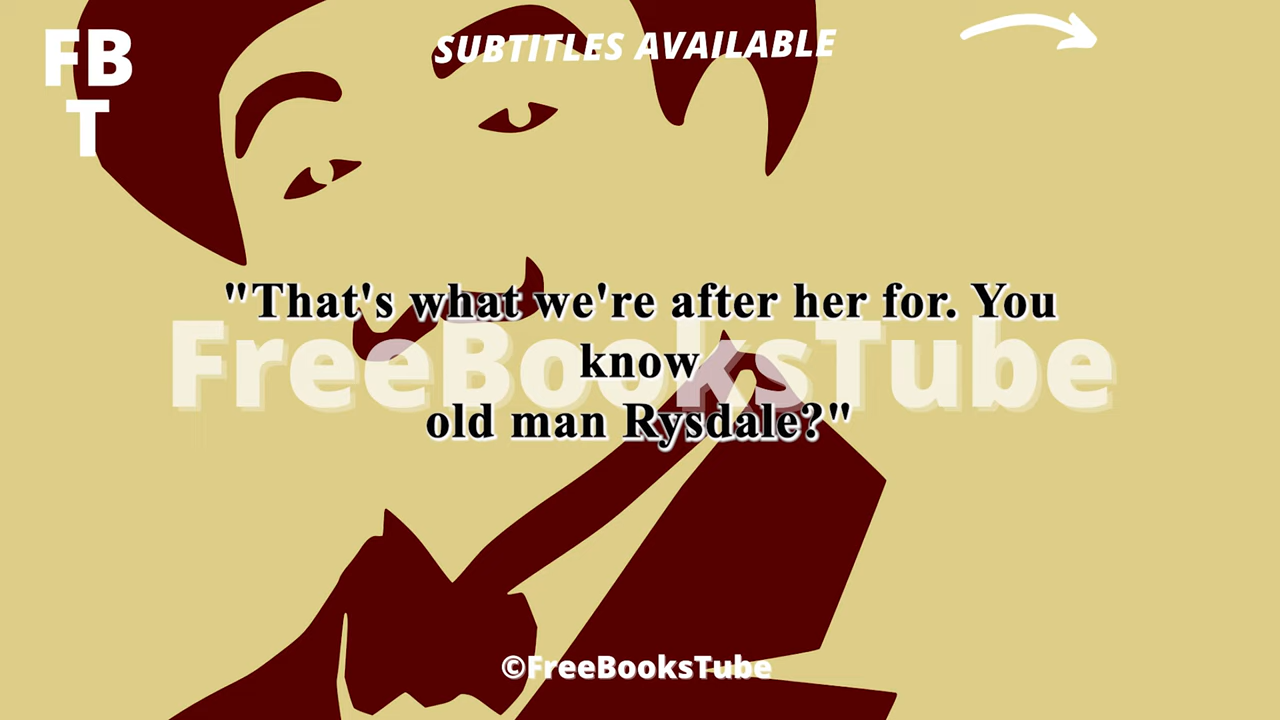 FB
T
SUBTITLES AVAILABLE
"That's what we're after her for. You
know
old man Rysdale?"
FreeBooksTube
©FreeBooksTube